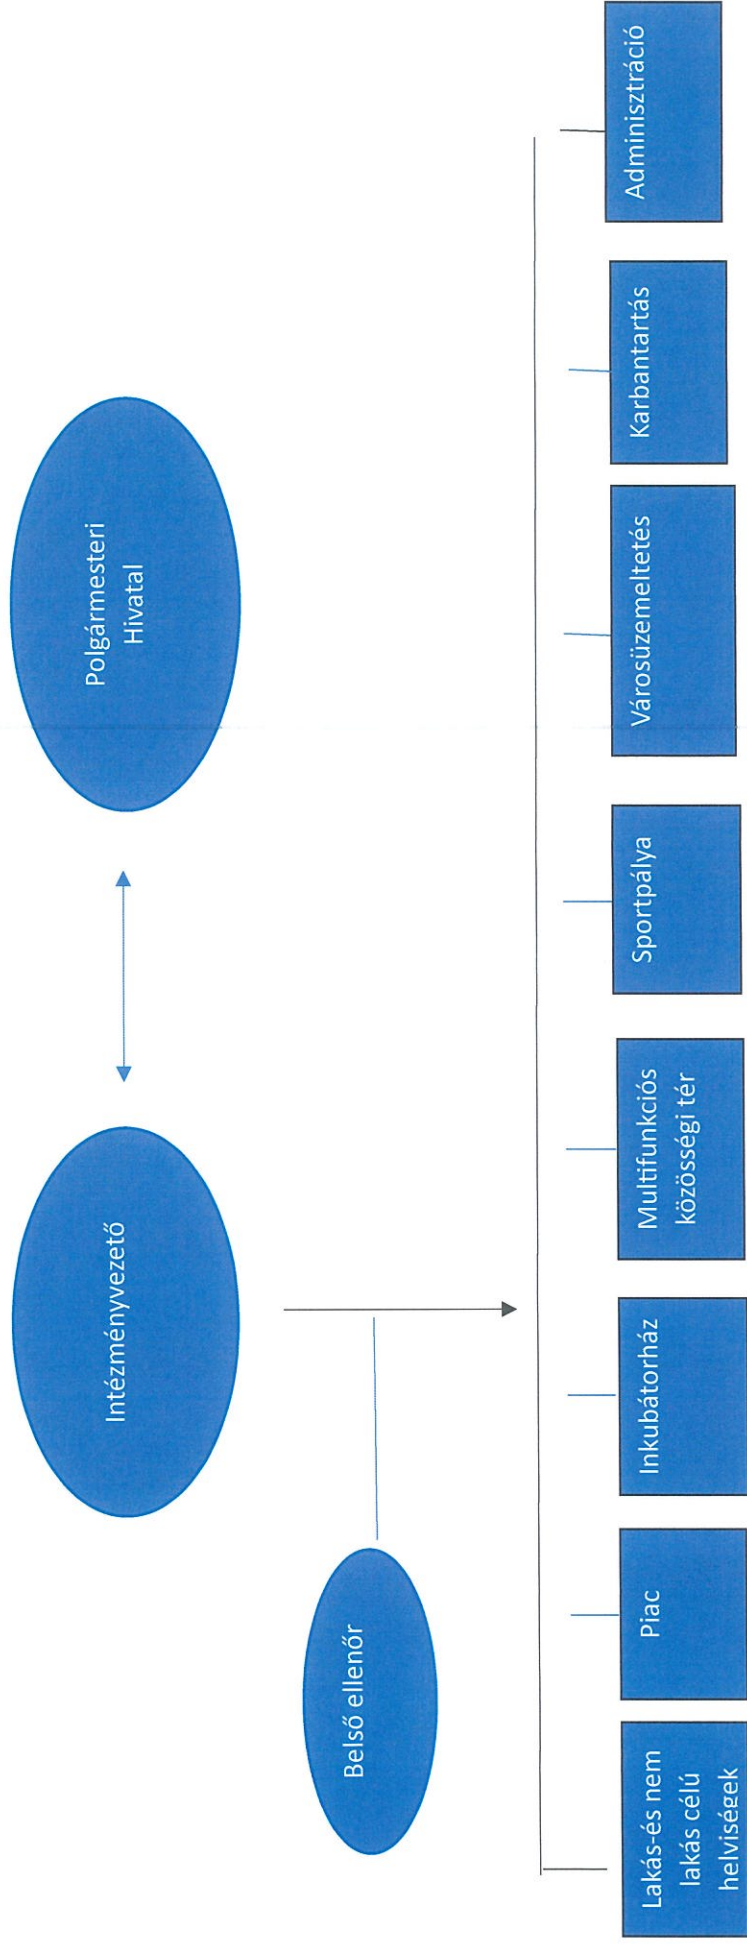 Intézményvezető
Polgármesteri
Hivatal
Belső ellenőr
Lakás-és nem
lakás célú
helyiségek
Piac
Inkubátorház
Multifunkciós
közösségi tér
Sportpálya
Városüzemeltetés
Karbantartás
Adminisztráció